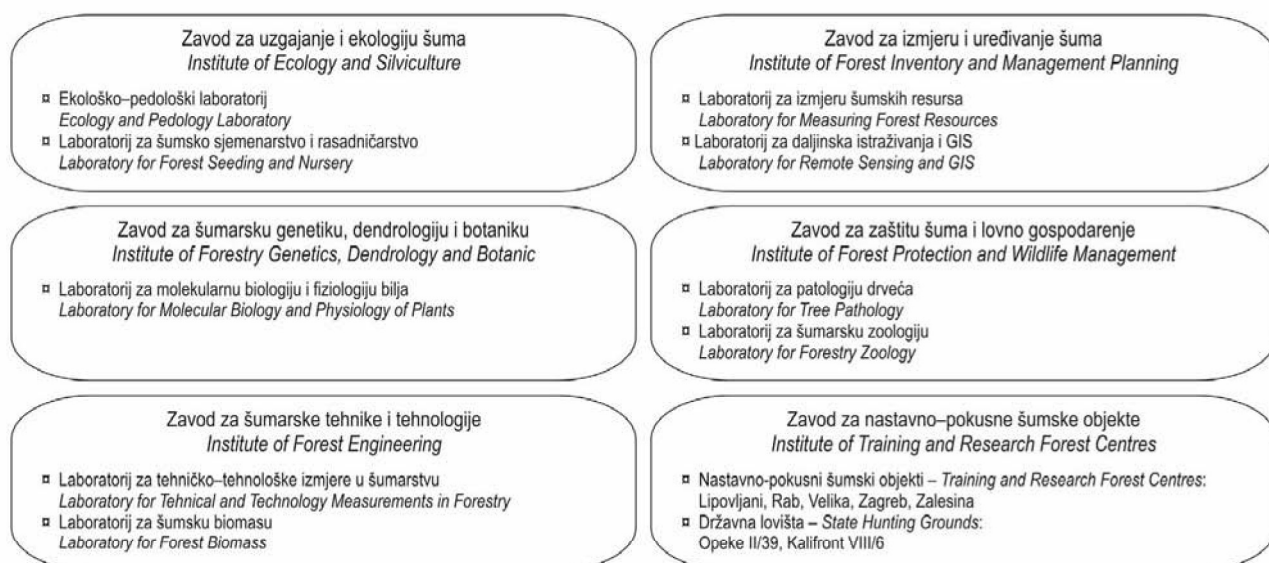 Zavod za uzgajanje i ekologiju šuma
Institute of Ecology and Silviculture
¤ Ekološko–pedološki laboratorij
Ecology and Pedology Laboratory
¤ Laboratorij za šumsko sjemenarstvo i rasadničarstvo
Laboratory for Forest Seeding and Nursery
Zavod za izmjeru i uređivanje šuma
Institute of Forest Inventory and Management Planning
¤ Laboratorij za izmjeru šumskih resursa
Laboratory for Measuring Forest Resources
¤ Laboratorij za daljinska istraživanja i GIS
Laboratory for Remote Sensing and GIS
Zavod za šumarsku genetiku, dendrologiju i botaniku
Institute of Forestry Genetics, Dendrology and Botanic
¤ Laboratorij za molekularnu biologiju i fiziologiju bilja
Laboratory for Molecular Biology and Physiology of Plants
Zavod za zaštitu šuma i lovno gospodarenje
Institute of Forest Protection and Wildlife Management
¤ Laboratorij za patologiju drveća
Laboratory for Tree Pathology
¤ Laboratorij za šumarsku zoologiju
Laboratory for Forestry Zoology
Zavod za šumarske tehnike i tehnologije
Institute of Forest Engineering
¤ Laboratorij za tehničko–tehnološke izmjere u šumarstvu
Laboratory for Tehnical and Technology Measurements in Forestry
¤ Laboratorij za šumsku biomasu
Laboratory for Forest Biomass
Zavod za nastavno–pokusne šumske objekte
Institute of Training and Research Forest Centres
¤ Nastavno-pokusni šumski objekti – Training and Research Forest Centres:
Lipovljani, Rab, Velika, Zagreb, Zalesina
¤ Državna lovišta – State Hunting Grounds:
Opeke II/39, Kalifront VIII/6